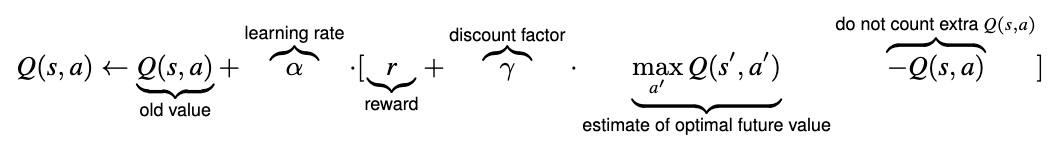 learning rate
discount factor
do not count extra Q(s,a)
Q(s,a) ← Q(s,a) + α ·[ r + γ · max Q(s′,a′) −Q(s,a) ]
a′
old value
reward
estimate of optimal future value